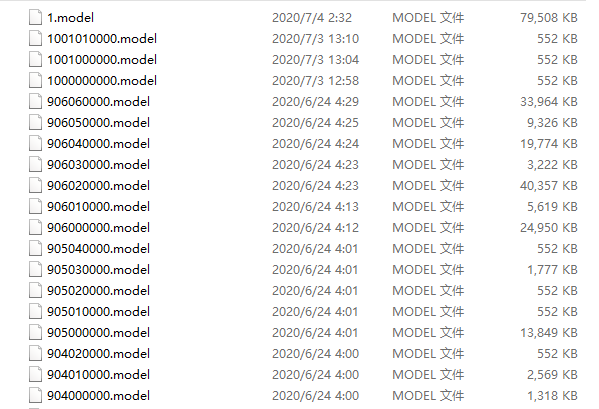 1.model 2020/7/4 2:32 MODEL 文件 79,508 KB
1001010000.model 2020/7/3 13:10 MODEL 文件 552 KB
1001000000.model 2020/7/3 13:04 MODEL 文件 552 KB
1000000000.model 2020/7/3 12:58 MODEL 文件 552 KB
906060000.model 2020/6/24 4:29 MODEL 文件 33,964 KB
906050000.model 2020/6/24 4:25 MODEL 文件 9,326 KB
906040000.model 2020/6/24 4:24 MODEL 文件 19,774 KB
906030000.model 2020/6/24 4:23 MODEL 文件 3,222 KB
906020000.model 2020/6/24 4:23 MODEL 文件 40,357 KB
906010000.model 2020/6/24 4:13 MODEL 文件 5,619 KB
906000000.model 2020/6/24 4:12 MODEL 文件 24,950 KB
905040000.model 2020/6/24 4:01 MODEL 文件 552 KB
905030000.model 2020/6/24 4:01 MODEL 文件 1,777 KB
905020000.model 2020/6/24 4:01 MODEL 文件 552 KB
905010000.model 2020/6/24 4:01 MODEL 文件 552 KB
905000000.model 2020/6/24 4:01 MODEL 文件 13,849 KB
904020000.model 2020/6/24 4:00 MODEL 文件 552 KB
904010000.model 2020/6/24 4:00 MODEL 文件 2,569 KB
904000000.model 2020/6/24 4:00 MODEL 文件 1,318 KB